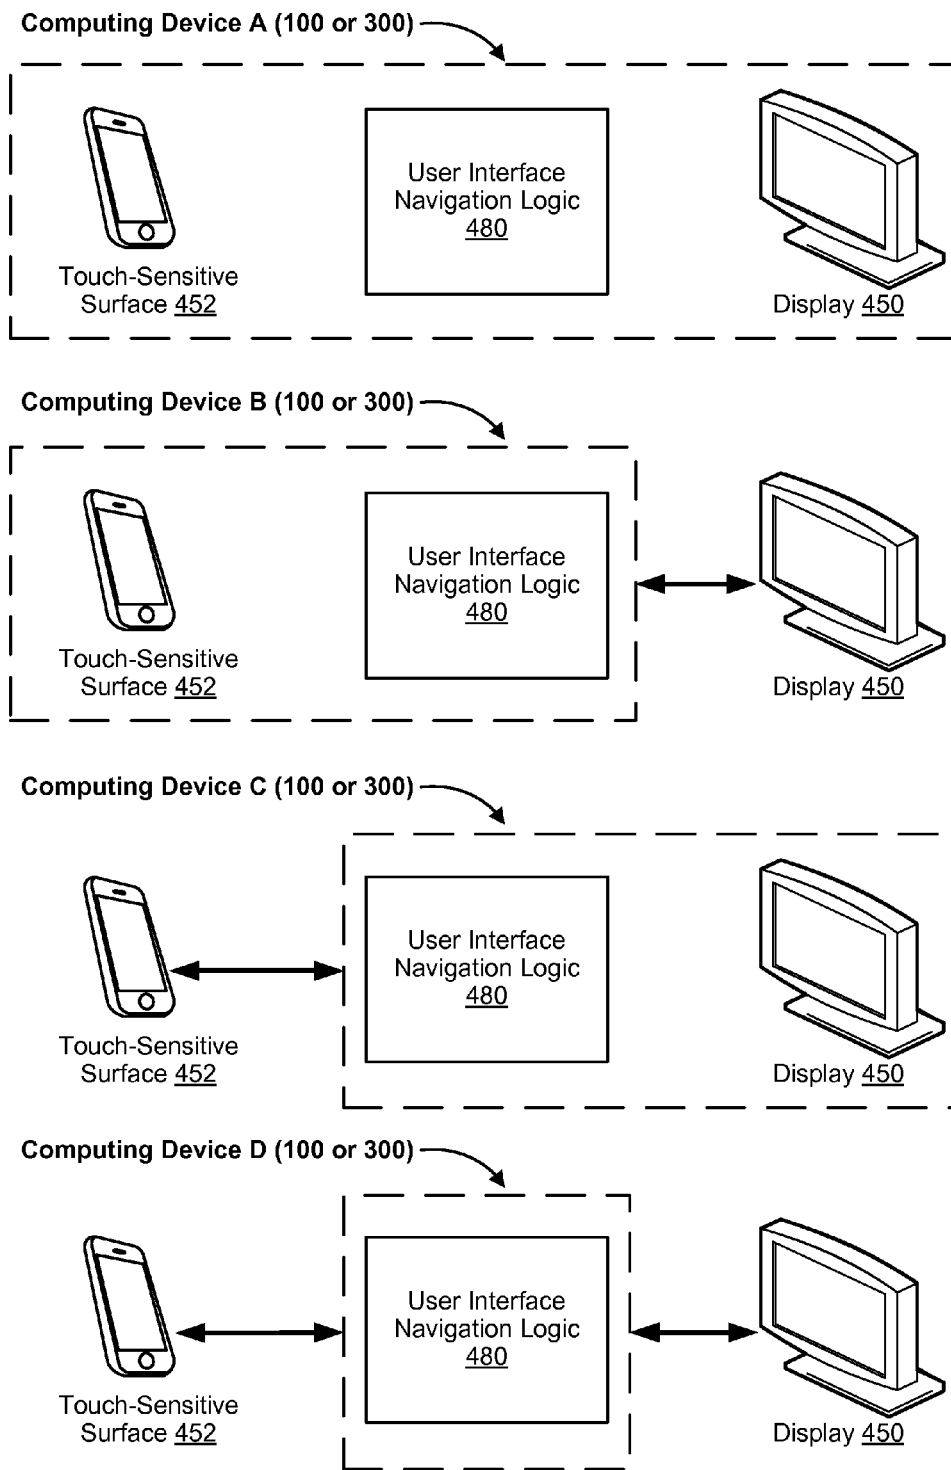 Computing Device A (100 or 300)
User Interface
Navigation Logic
480
Touch-Sensitive
Surface 452
Display 450
Computing Device B (100 or 300)
User Interface
Navigation Logic
480
Touch-Sensitive
Surface 452
Display 450
Computing Device C (100 or 300)
User Interface
Navigation Logic
480
Touch-Sensitive
Surface 452
Display 450
Computing Device D (100 or 300)
User Interface
Navigation Logic
480
Touch-Sensitive
Surface 452
Display 450